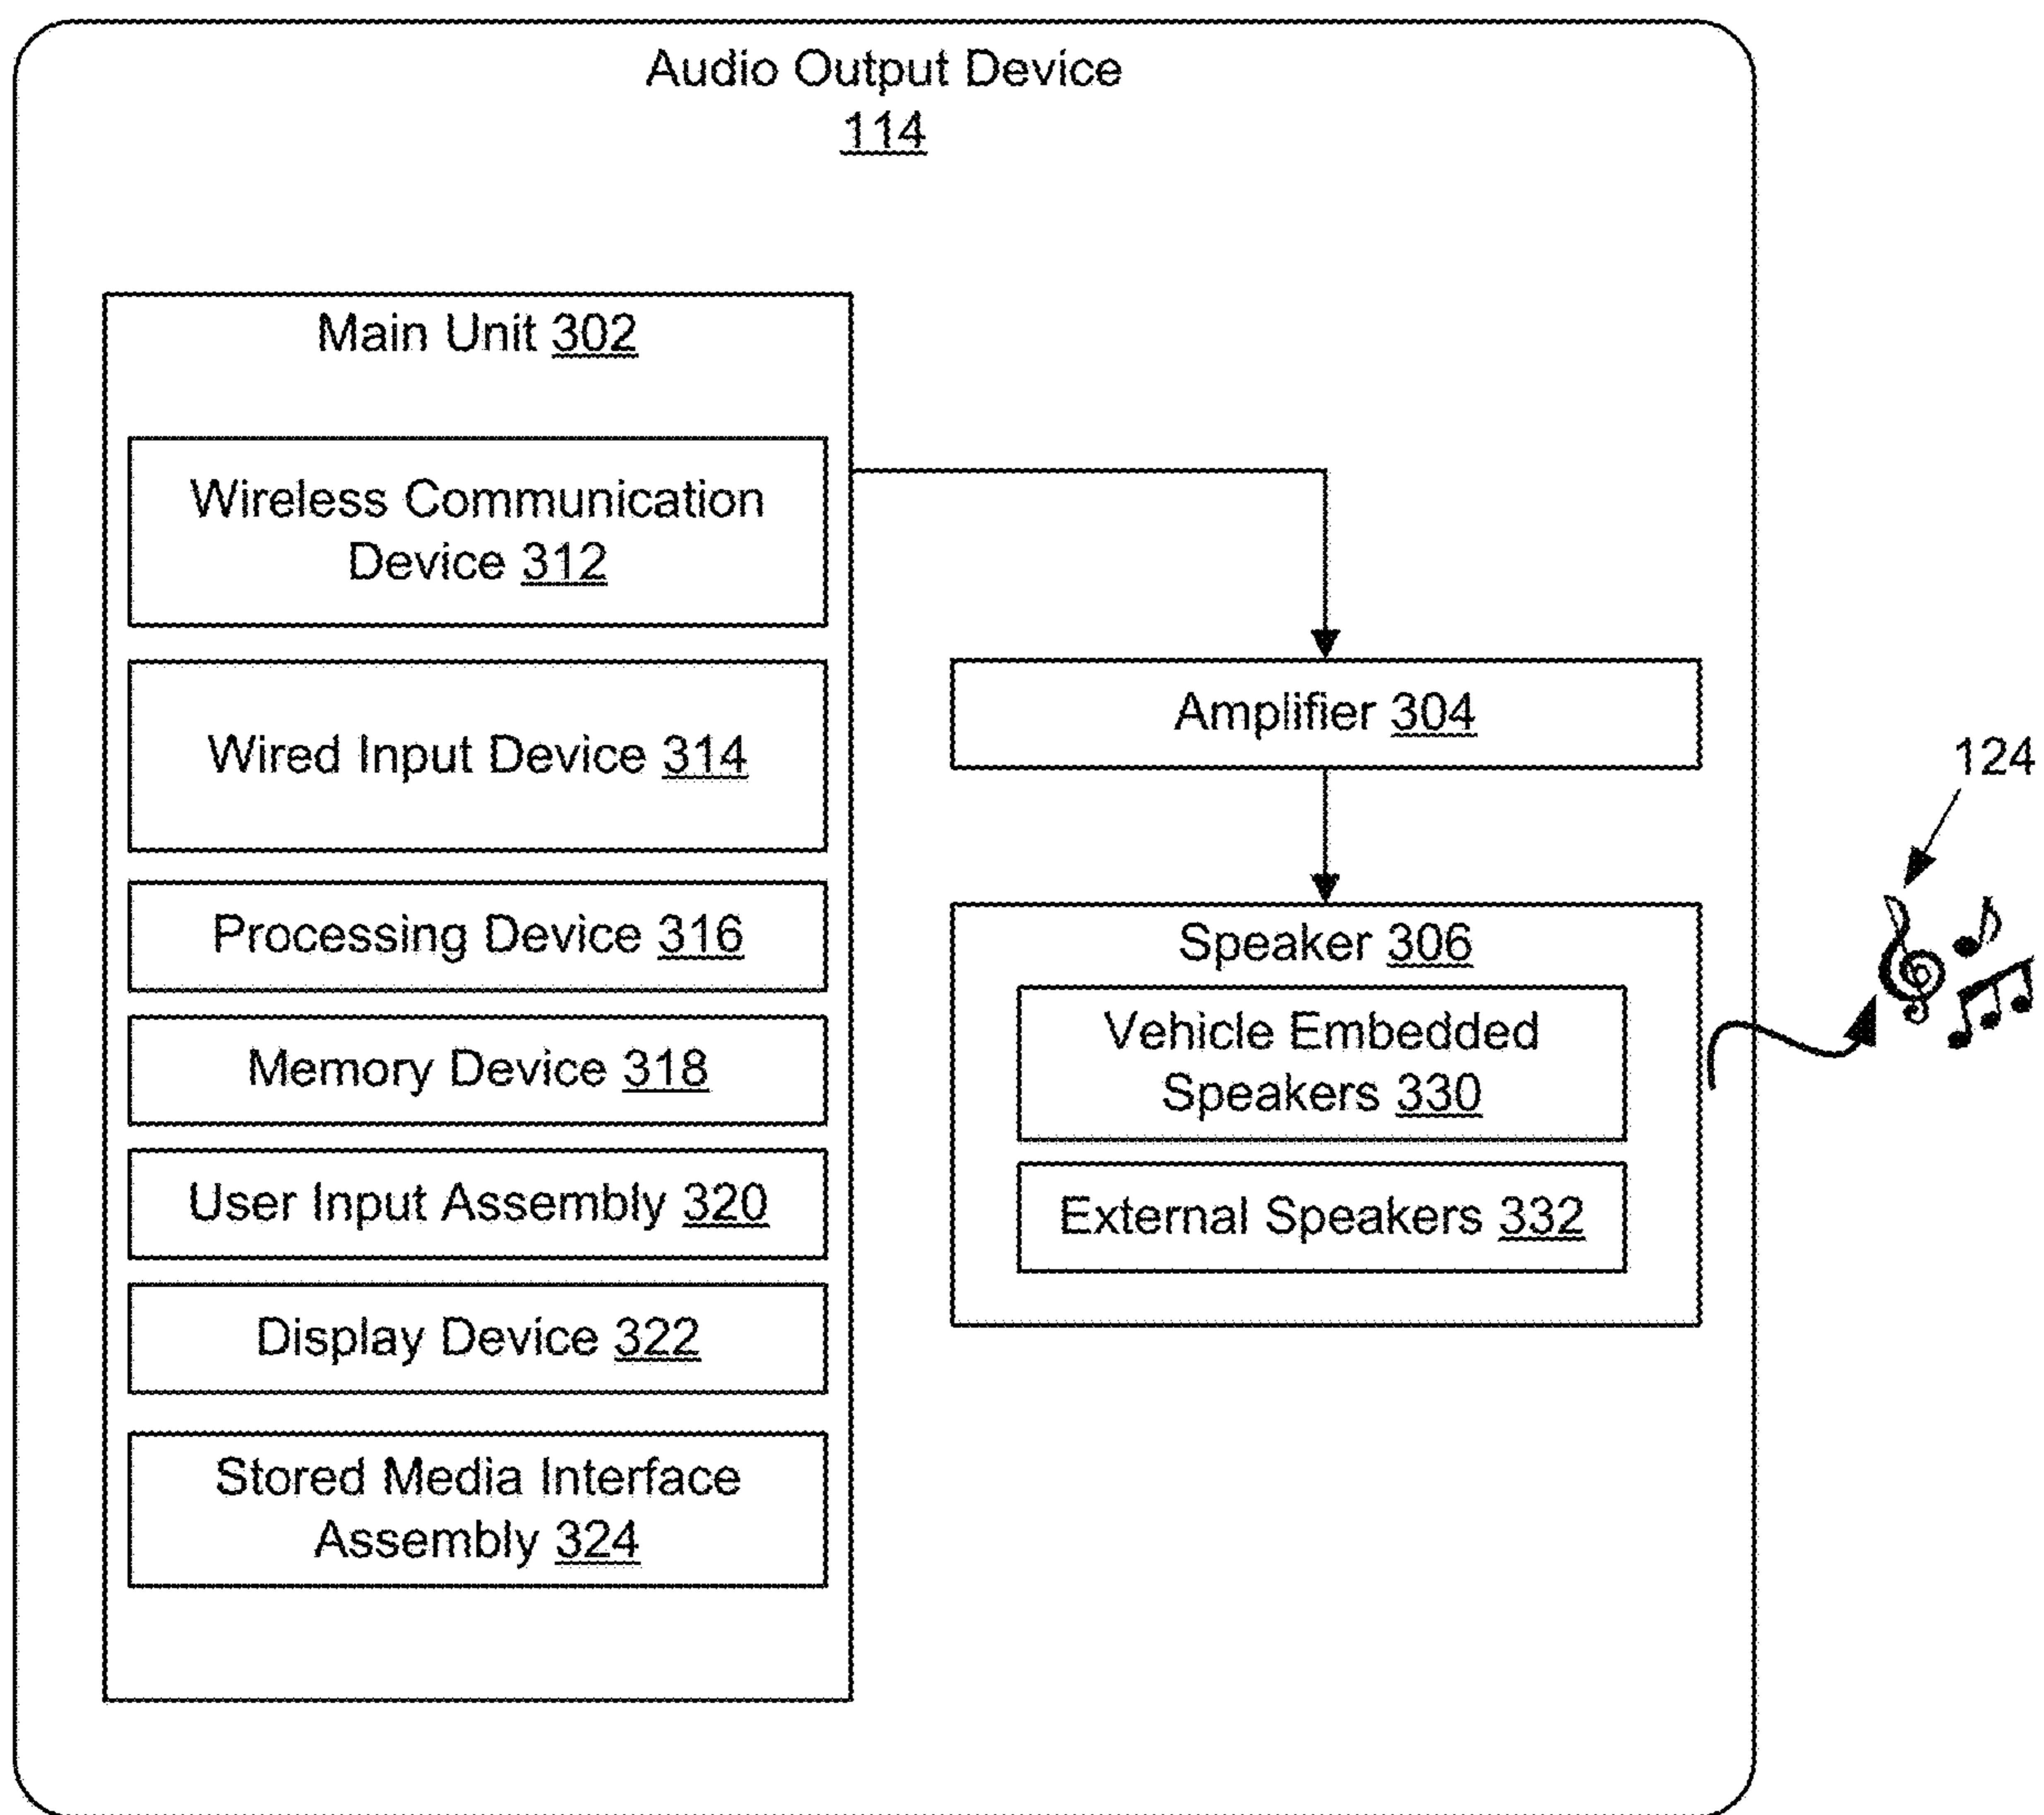 Audio Output Device
114
Main Unit 302
Wireless Communication
Device 312
Wired Input Device 314
Processing Device 316
Memory Device 318
User Input Assembly 320
Display Device 322
Stored Media Interface
Assembly 324
Amplifier 304
Speaker 306
Vehicle Embedded
Speakers 330
External Speakers 332
124